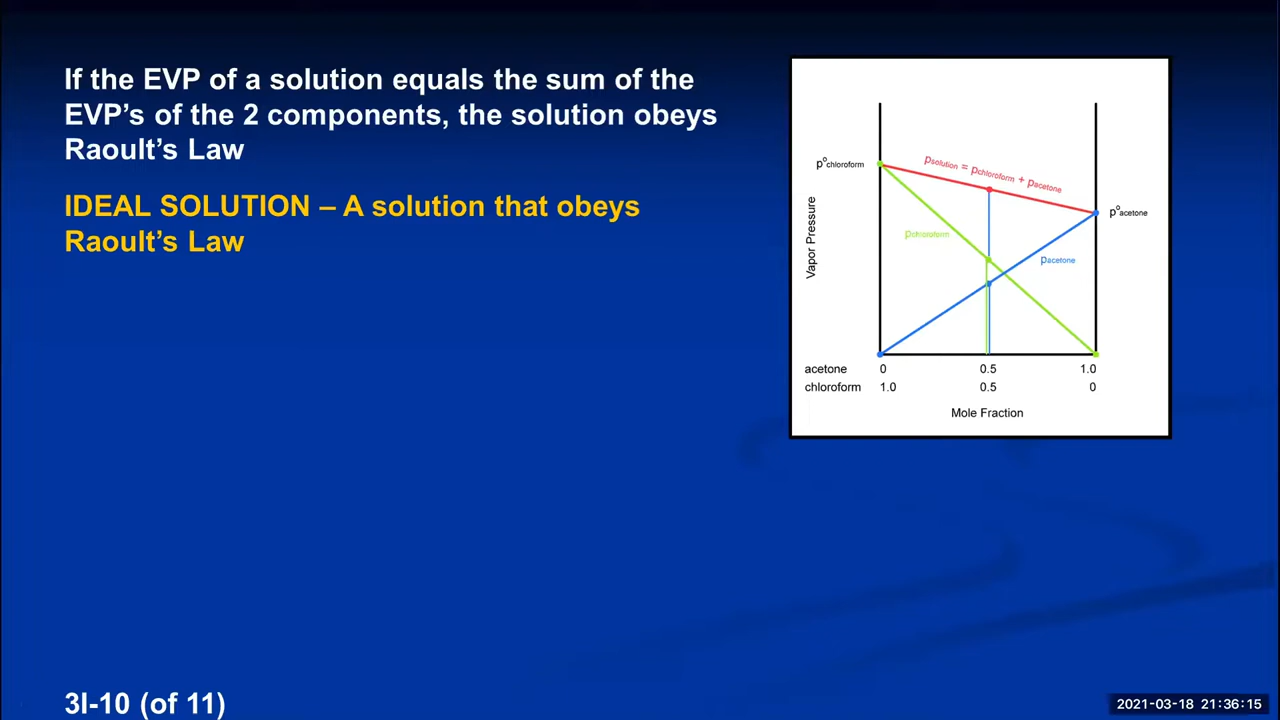 If the EVP of a solution equals the sum of the
EVP’s of the 2 components, the solution obeys
Raoult’s Law
IDEAL SOLUTION – A solution that obeys
Raoult’s Law
p°chloroform
psolution = pchloroform + pacetone
p°acetone
pchloroform
pacetone
Vapor Pressure
acetone 0 0.5 1.0
chloroform 1.0 0.5 0
Mole Fraction
3I-10 (of 11)
2021-03-18 21:36:15